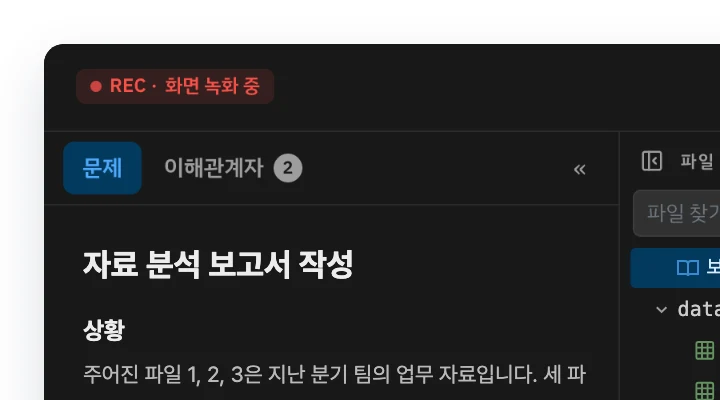 REC · 화면 녹화 중
문제 이해관계자 2 «
파일
파일 찾기
자료 분석 보고서 작성
data
상황
주어진 파일 1, 2, 3은 지난 분기 팀의 업무 자료입니다. 세 파